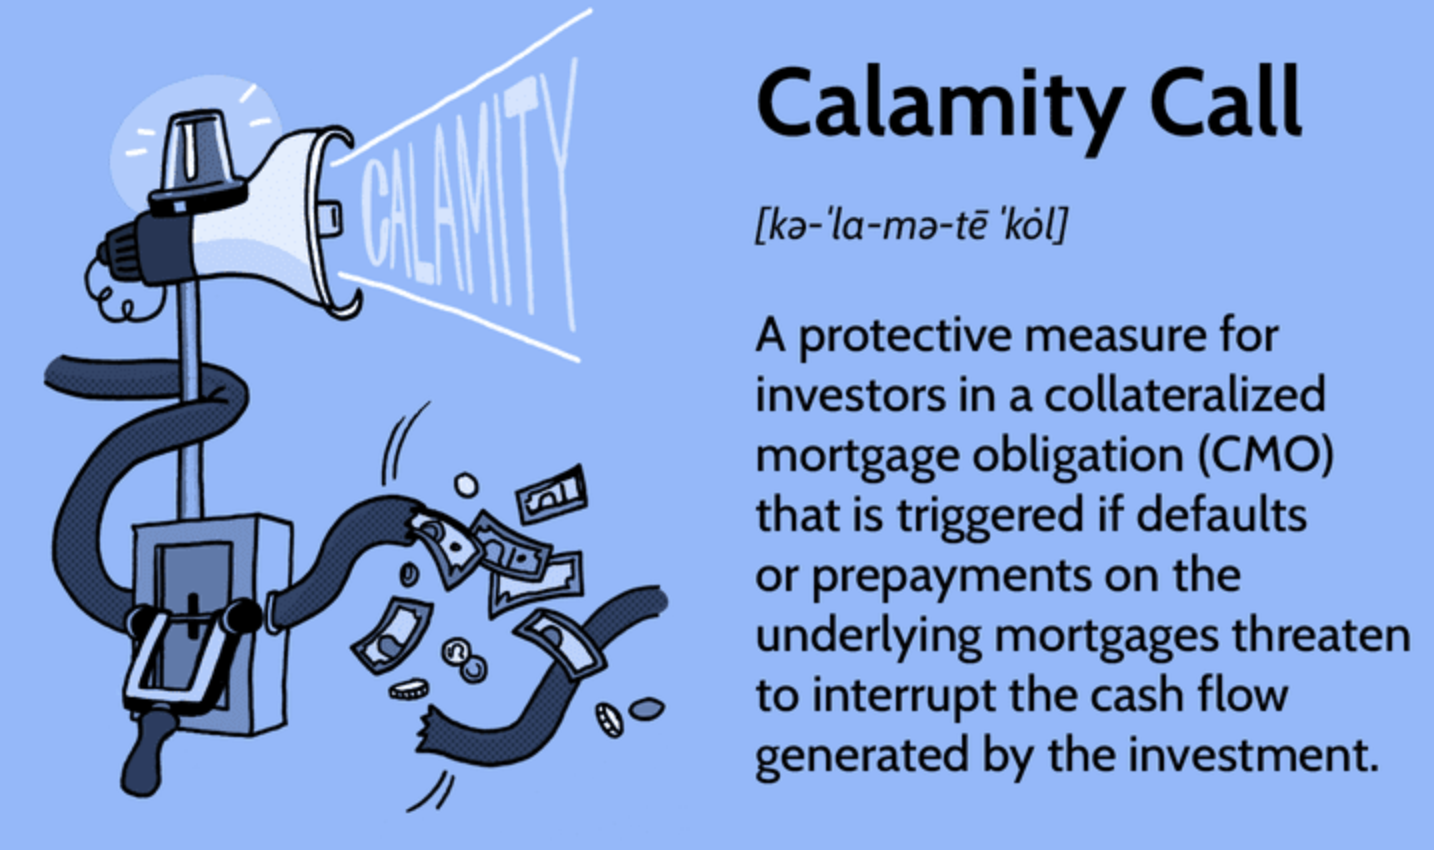 CALAMITY
Calamity Call
[kə-ˈla-mə-tē ˈkȯl]
A protective measure for
investors in a collateralized
mortgage obligation (CMO)
that is triggered if defaults
or prepayments on the
underlying mortgages threaten
to interrupt the cash flow
generated by the investment.